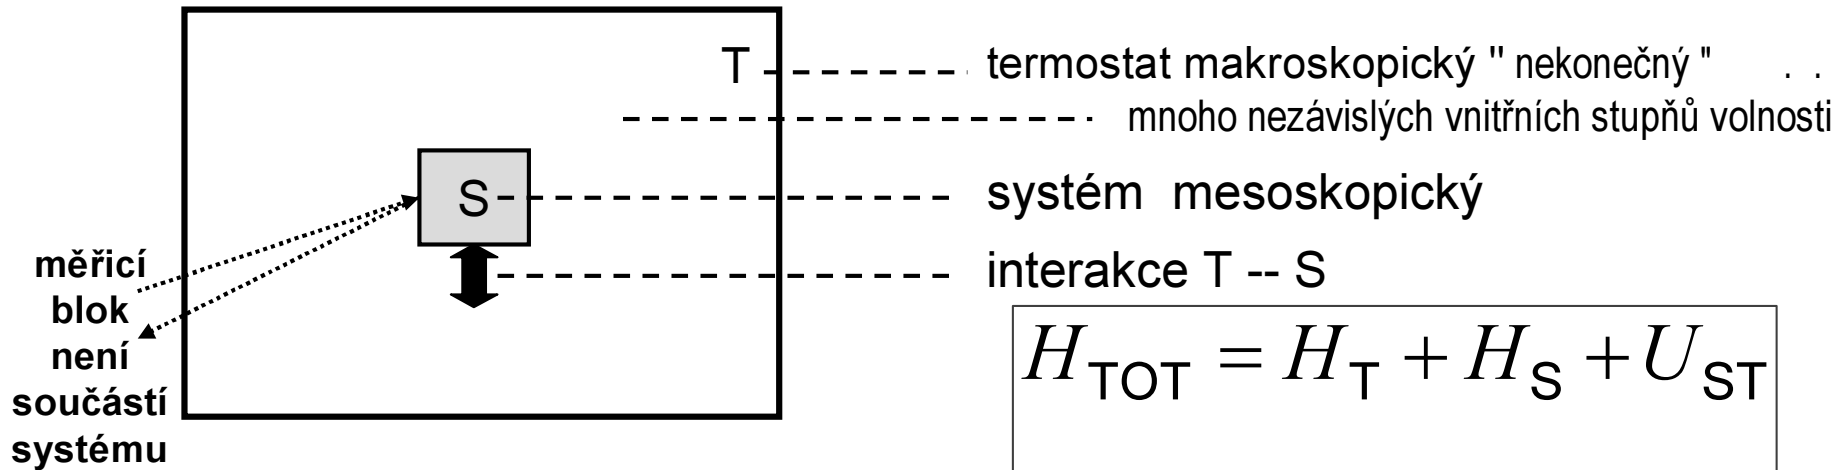 T
termostat makroskopický " nekonečný " . .
mnoho nezávislých vnitřních stupňů volnosti
S
systém mesoskopický
interakce T -- S
měřicí
blok
není
součástí
systému
H_TOT = H_T + H_S + U_ST